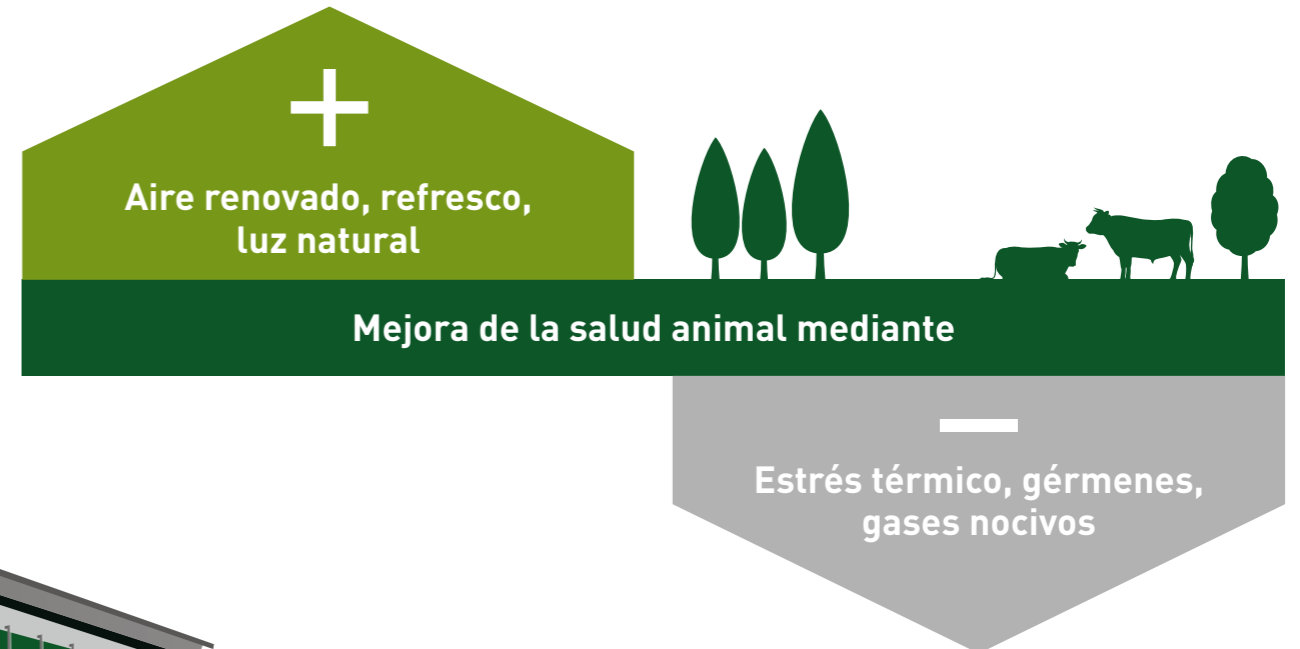 +
Aire renovado, refresco,
luz natural
Mejora de la salud animal mediante
—
Estrés térmico, gérmenes,
gases nocivos